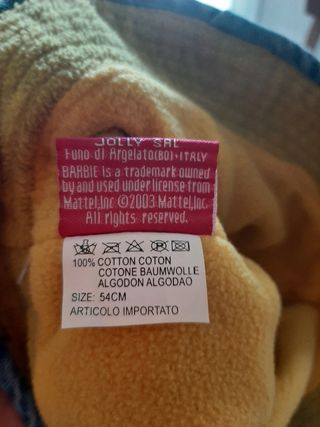 JOLLY SRL
Funo di Argelato(BO)-ITALY
BARBIE is a trademark owned
by and used under license from
Mattel,Inc ©2003 Mattel,Inc.
All rights reserved.
100% COTTON COTON
COTONE BAUMWOLLE
ALGODON ALGODAO
SIZE: 54CM
ARTICOLO IMPORTATO